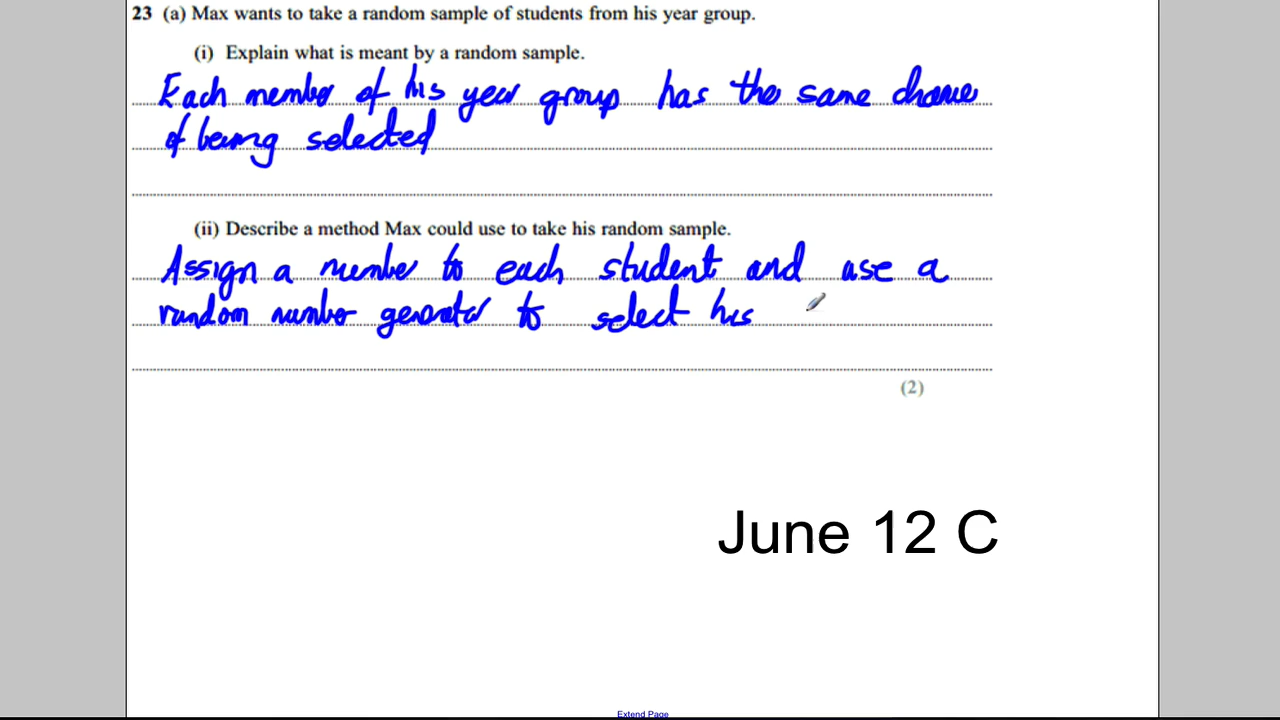 23 (a) Max wants to take a random sample of students from his year group.
(i) Explain what is meant by a random sample.
Each member of his year group has the same chance
of being selected
(ii) Describe a method Max could use to take his random sample.
Assign a number to each student and use a
random number generator to select his
(2)
June 12 C
Extend Page